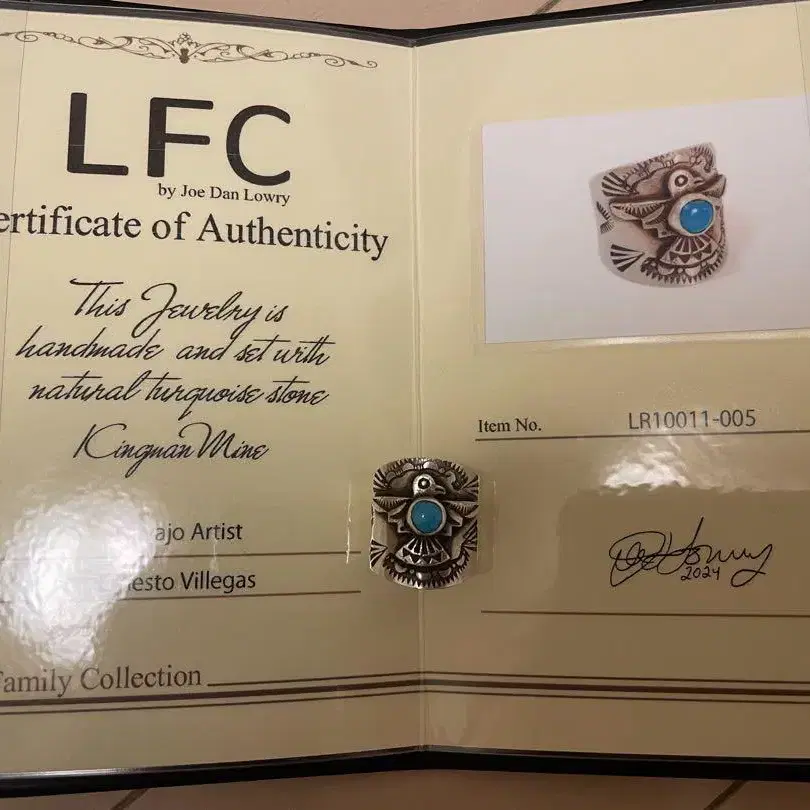 LFC
by Joe Dan Lowry
ertificate of Authenticity
This Jewelry is
handmade and set with
natural turquoise stone
Kingman Mine
ajo Artist
esto Villegas
Family Collection
Item No. LR10011-005
2024